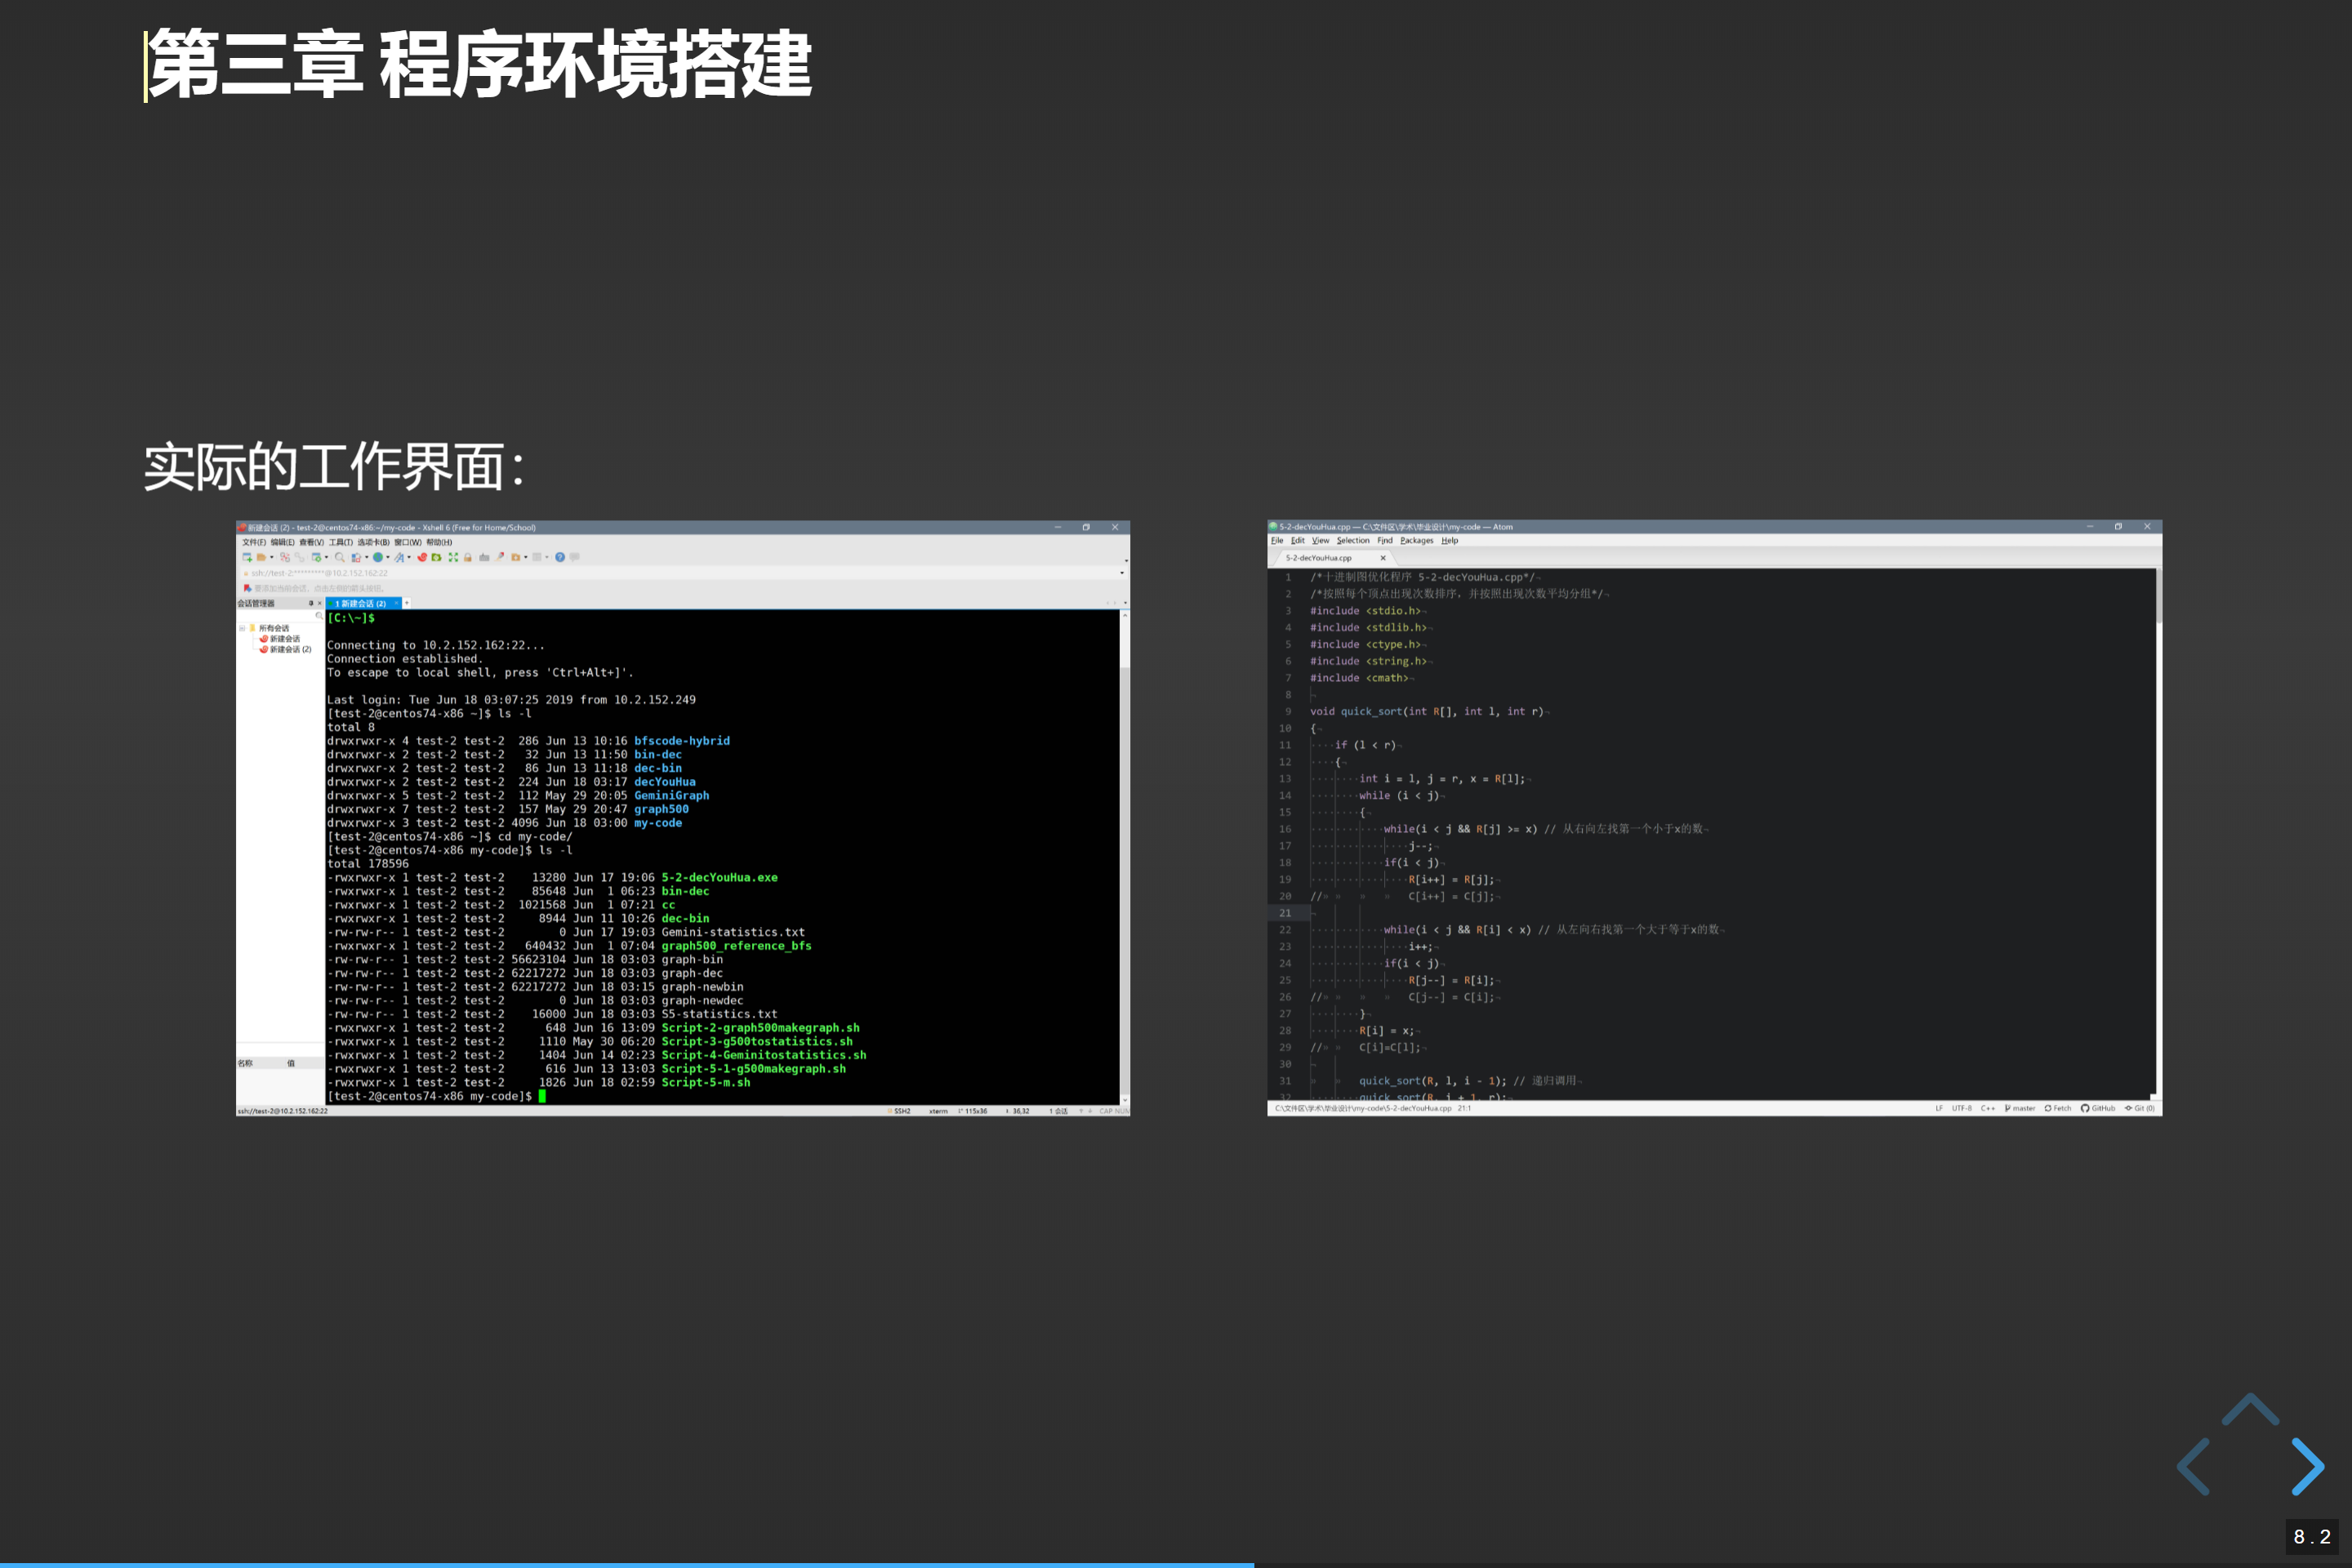 第三章 程序环境搭建
实际的工作界面：
新建会话 (2) - test-2@centos74-x86:~/my-code - Xshell 6 (Free for Home/School)
文件(F) 编辑(E) 查看(V) 工具(T) 选项卡(B) 窗口(W) 帮助(H)
ssh://test-2:*********@10.2.152.162:22
要添加当前会话，点击左侧的箭头按钮。
会话管理器
1 新建会话 (2)
所有会话
新建会话
新建会话 (2)
名称 值
[C:\~]$
Connecting to 10.2.152.162:22...
Connection established.
To escape to local shell, press 'Ctrl+Alt+]'.
Last login: Tue Jun 18 03:07:25 2019 from 10.2.152.249
[test-2@centos74-x86 ~]$ ls -l
total 8
drwxrwxr-x 4 test-2 test-2  286 Jun 13 10:16 bfscode-hybrid
drwxrwxr-x 2 test-2 test-2   32 Jun 13 11:50 bin-dec
drwxrwxr-x 2 test-2 test-2   86 Jun 13 11:18 dec-bin
drwxrwxr-x 2 test-2 test-2  224 Jun 18 03:17 decYouHua
drwxrwxr-x 5 test-2 test-2  112 May 29 20:05 GeminiGraph
drwxrwxr-x 7 test-2 test-2  157 May 29 20:47 graph500
drwxrwxr-x 3 test-2 test-2 4096 Jun 18 03:00 my-code
[test-2@centos74-x86 ~]$ cd my-code/
[test-2@centos74-x86 my-code]$ ls -l
total 178596
-rwxrwxr-x 1 test-2 test-2    13280 Jun 17 19:06 5-2-decYouHua.exe
-rwxrwxr-x 1 test-2 test-2    85648 Jun  1 06:23 bin-dec
-rwxrwxr-x 1 test-2 test-2  1021568 Jun  1 07:21 cc
-rwxrwxr-x 1 test-2 test-2     8944 Jun 11 10:26 dec-bin
-rw-rw-r-- 1 test-2 test-2        0 Jun 17 19:03 Gemini-statistics.txt
-rwxrwxr-x 1 test-2 test-2   640432 Jun  1 07:04 graph500_reference_bfs
-rw-rw-r-- 1 test-2 test-2 56623104 Jun 18 03:03 graph-bin
-rw-rw-r-- 1 test-2 test-2 62217272 Jun 18 03:03 graph-dec
-rw-rw-r-- 1 test-2 test-2 62217272 Jun 18 03:15 graph-newbin
-rw-rw-r-- 1 test-2 test-2        0 Jun 18 03:03 graph-newdec
-rw-rw-r-- 1 test-2 test-2    16000 Jun 18 03:03 S5-statistics.txt
-rwxrwxr-x 1 test-2 test-2      648 Jun 16 13:09 Script-2-graph500makegraph.sh
-rwxrwxr-x 1 test-2 test-2     1110 May 30 06:20 Script-3-g500tostatistics.sh
-rwxrwxr-x 1 test-2 test-2     1404 Jun 14 02:23 Script-4-Geminitostatistics.sh
-rwxrwxr-x 1 test-2 test-2      616 Jun 13 13:03 Script-5-1-g500makegraph.sh
-rwxrwxr-x 1 test-2 test-2     1826 Jun 18 02:59 Script-5-m.sh
[test-2@centos74-x86 my-code]$
ssh://test-2@10.2.152.162:22 SSH2 xterm 115x36 36,32 1 会话 CAP NUM
5-2-decYouHua.cpp — C:\文件区\学术\毕业设计\my-code — Atom
File Edit View Selection Find Packages Help
5-2-decYouHua.cpp
1 /*十进制图优化程序 5-2-decYouHua.cpp*/
2 /*按照每个顶点出现次数排序，并按照出现次数平均分组*/
3 #include <stdio.h>
4 #include <stdlib.h>
5 #include <ctype.h>
6 #include <string.h>
7 #include <cmath>
8
9 void quick_sort(int R[], int l, int r)
10 {
11 if (l < r)
12 {
13 int i = l, j = r, x = R[l];
14 while (i < j)
15 {
16 while(i < j && R[j] >= x) // 从右向左找第一个小于x的数
17 j--;
18 if(i < j)
19 R[i++] = R[j];
20 // C[i++] = C[j];
21
22 while(i < j && R[i] < x) // 从左向右找第一个大于等于x的数
23 i++;
24 if(i < j)
25 R[j--] = R[i];
26 // C[j--] = C[i];
27 }
28 R[i] = x;
29 // C[i]=C[l];
30
31 quick_sort(R, l, i - 1); // 递归调用
32 quick_sort(R, i + 1, r);
C:\文件区\学术\毕业设计\my-code\5-2-decYouHua.cpp 21:1 LF UTF-8 C++ master Fetch GitHub Git (0)
8.2